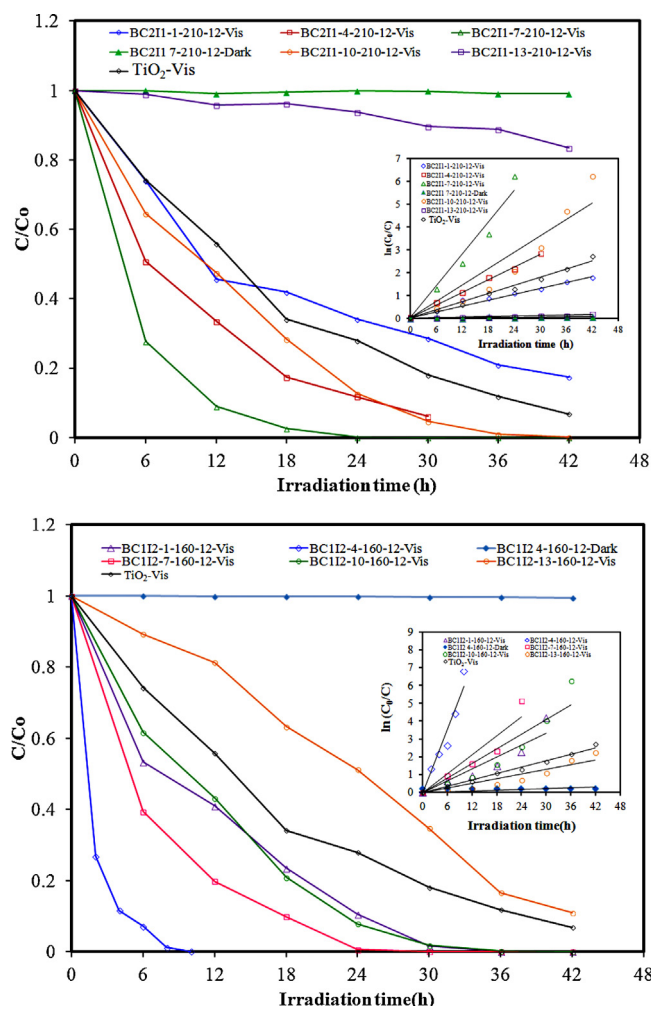 BC2I1-1-210-12-Vis BC2I1-4-210-12-Vis BC2I1-7-210-12-Vis
BC2I1 7-210-12-Dark BC2I1-10-210-12-Vis BC2I1-13-210-12-Vis
TiO2-Vis
1.2
1
0.8
0.6
0.4
0.2
0
C/Co
0 6 12 18 24 30 36 42 48
Irradiation time (h)
7
6
5
4
3
2
1
0
ln (C0/C)
BC2I1-1-210-12-Vis
BC2I1-4-210-12-Vis
BC2I1-7-210-12-Vis
BC2I1 7-210-12-Dark
BC2I1-10-210-12-Vis
BC2I1-13-210-12-Vis
TiO2-Vis
0 6 12 18 24 30 36 42 48
Irradiation time (h)
BC1I2-1-160-12-Vis BC1I2-4-160-12-Vis BC1I2 4-160-12-Dark
BC1I2-7-160-12-Vis BC1I2-10-160-12-Vis BC1I2-13-160-12-Vis
TiO2-Vis
1.2
1
0.8
0.6
0.4
0.2
0
C/Co
0 6 12 18 24 30 36 42 48
Irradiation time(h)
9
8
7
6
5
4
3
2
1
0
ln (C0/C)
BC1I2-1-160-12-Vis BC1I2-4-160-12-Vis
BC1I2 4-160-12-Dark BC1I2-7-160-12-Vis
BC1I2-10-160-12-Vis BC1I2-13-160-12-Vis
TiO2-Vis
0 6 12 18 24 30 36 42 48
Irradiation time(h)